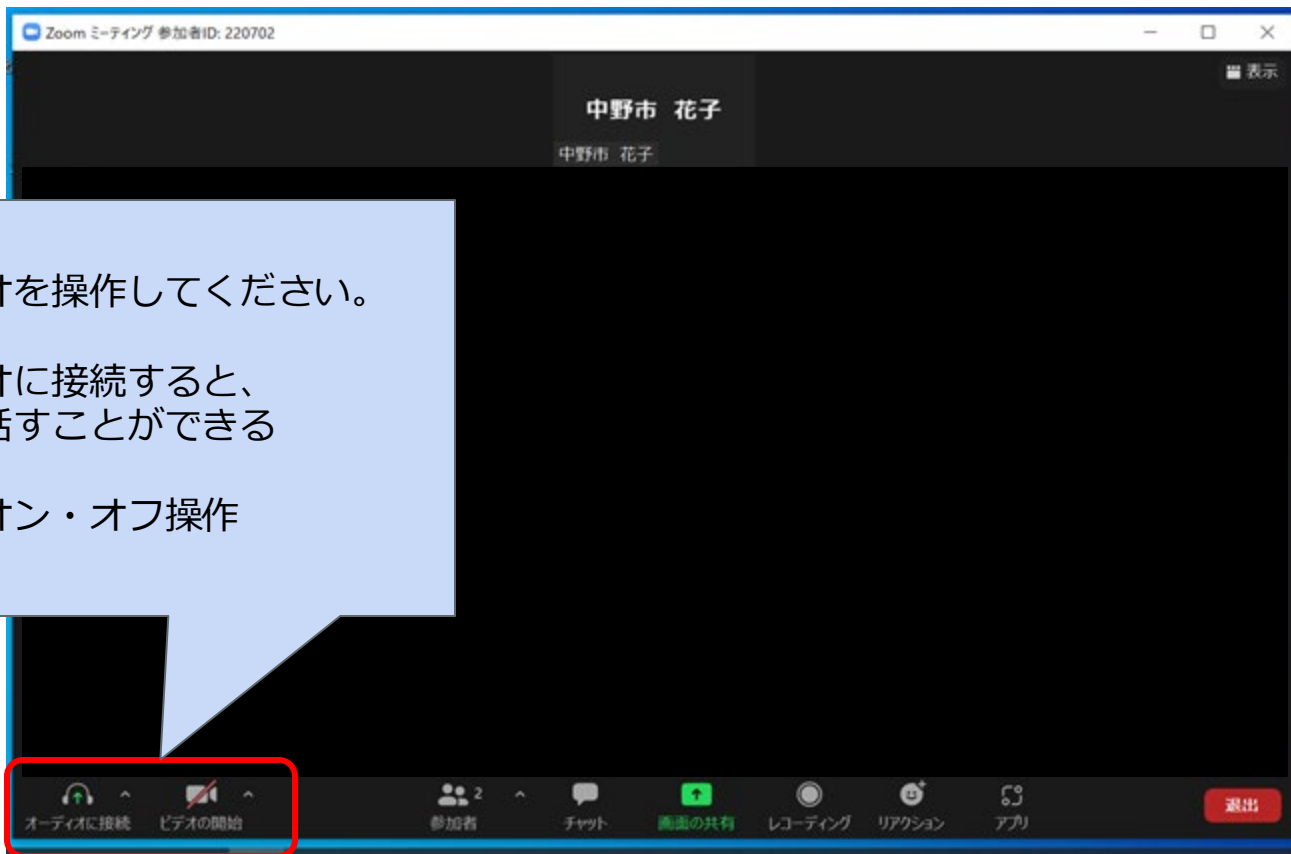 Zoom ミーティング 参加者ID: 220702
表示
中野市 花子
中野市 花子
を操作してください。
に接続すると、
すことができる
オン・オフ操作
オーディオに接続
ビデオの開始
2
参加者
チャット
画面の共有
レコーディング
リアクション
アプリ
退出